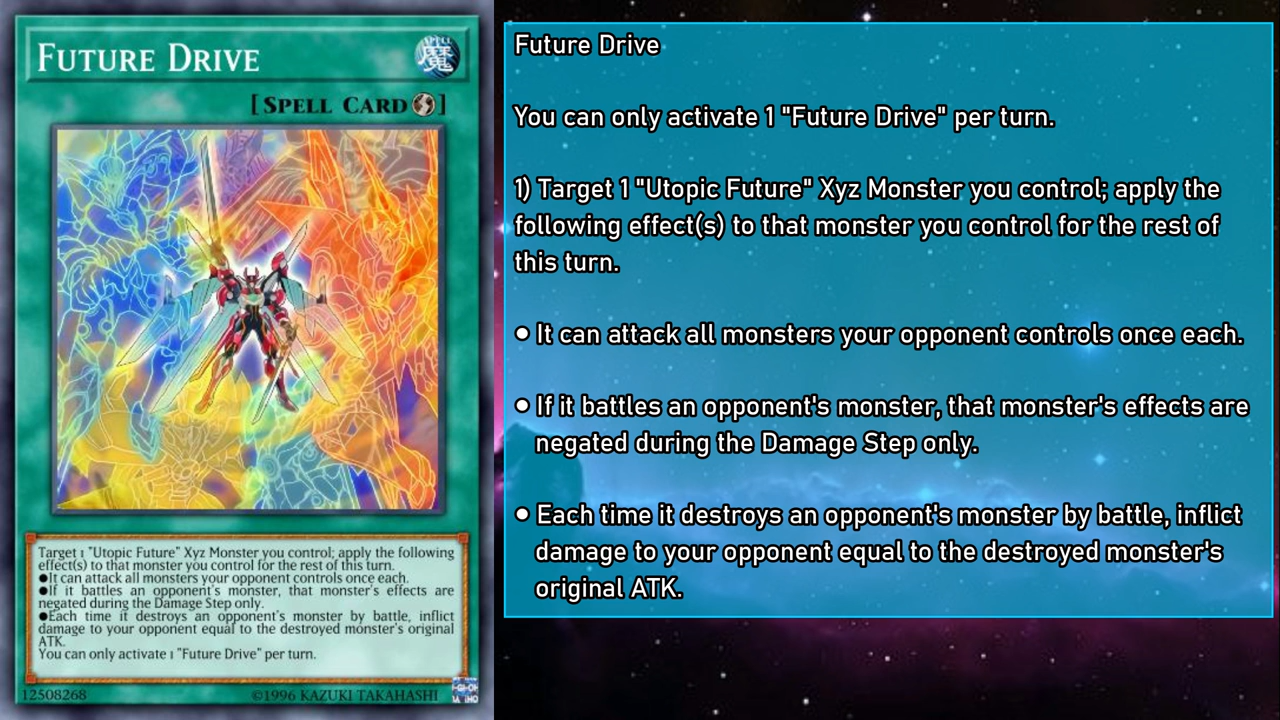 FUTURE DRIVE
[SPELL CARD]
Target 1 "Utopic Future" Xyz Monster you control; apply the following
effect(s) to that monster you control for the rest of this turn.
●It can attack all monsters your opponent controls once each.
●If it battles an opponent's monster, that monster's effects are
negated during the Damage Step only.
●Each time it destroys an opponent's monster by battle, inflict
damage to your opponent equal to the destroyed monster's original
ATK.
You can only activate 1 "Future Drive" per turn.
12508268
©1996 KAZUKI TAKAHASHI
Future Drive
You can only activate 1 "Future Drive" per turn.
1) Target 1 "Utopic Future" Xyz Monster you control; apply the
following effect(s) to that monster you control for the rest of
this turn.
● It can attack all monsters your opponent controls once each.
● If it battles an opponent's monster, that monster's effects are
negated during the Damage Step only.
● Each time it destroys an opponent's monster by battle, inflict
damage to your opponent equal to the destroyed monster's
original ATK.